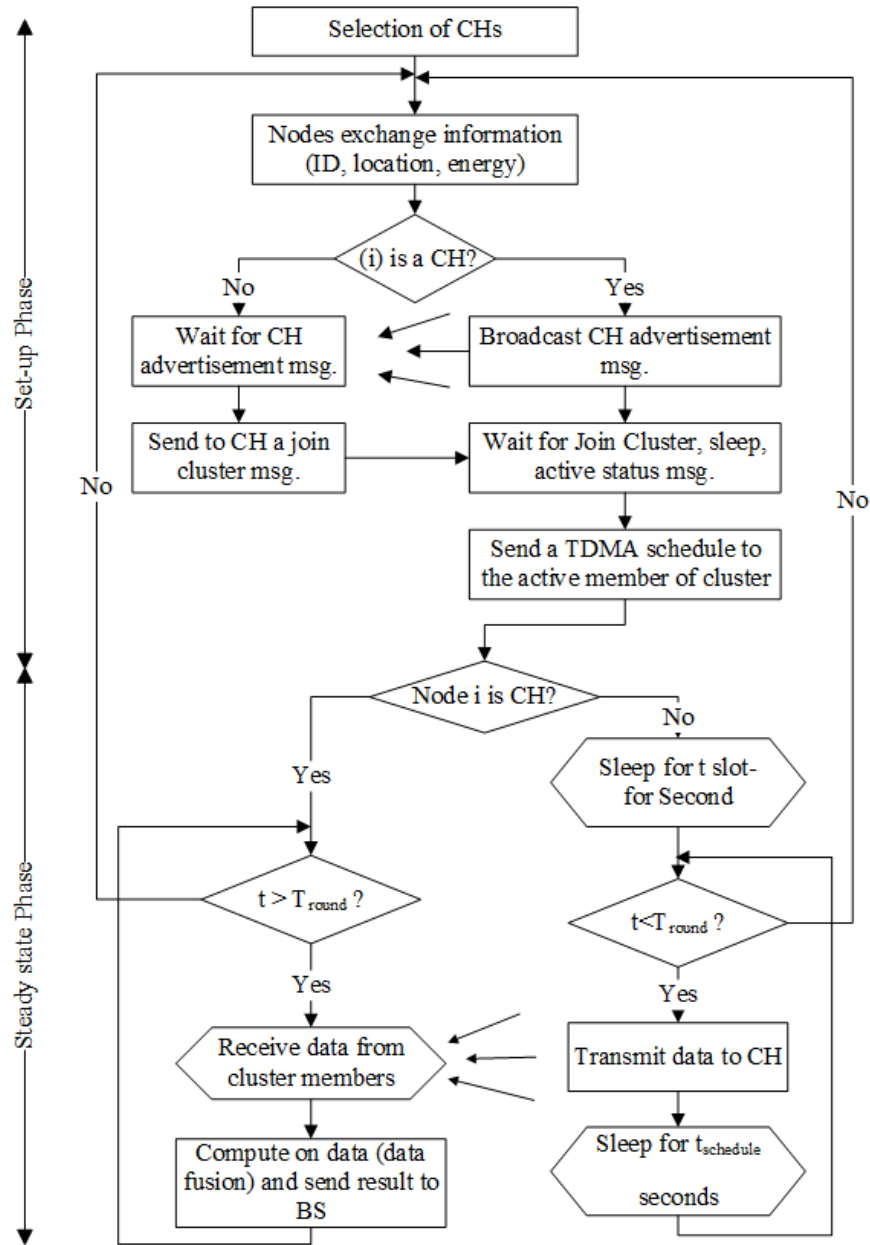 Selection of CHs
Nodes exchange information
(ID, location, energy)
(i) is a CH?
No
Yes
Wait for CH
advertisement msg.
Broadcast CH advertisement
msg.
Send to CH a join
cluster msg.
Wait for Join Cluster, sleep,
active status msg.
Set-up Phase
No
No
Send a TDMA schedule to
the active member of cluster
Node i is CH?
No
Yes
Sleep for t slot-
for Second
t > Tround ?
t<Tround ?
Yes
Yes
Steady state Phase
Receive data from
cluster members
Transmit data to CH
Compute on data (data
fusion) and send result to
BS
Sleep for tschedule
seconds